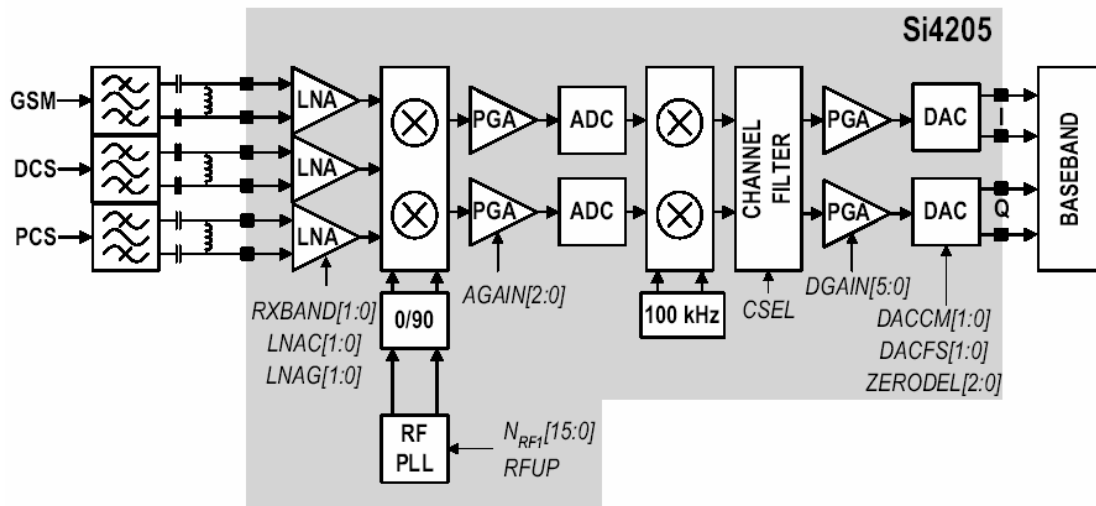 Si4205
GSM
DCS
PCS
LNA
LNA
LNA
PGA
PGA
ADC
ADC
CHANNEL
FILTER
PGA
PGA
DAC
DAC
I
Q
BASEBAND
RXBAND[1:0]
LNAC[1:0]
LNAG[1:0]
0/90
AGAIN[2:0]
100 kHz
CSEL
DGAIN[5:0]
DACCM[1:0]
DACFS[1:0]
ZERODEL[2:0]
RF
PLL
NRF1[15:0]
RFUP